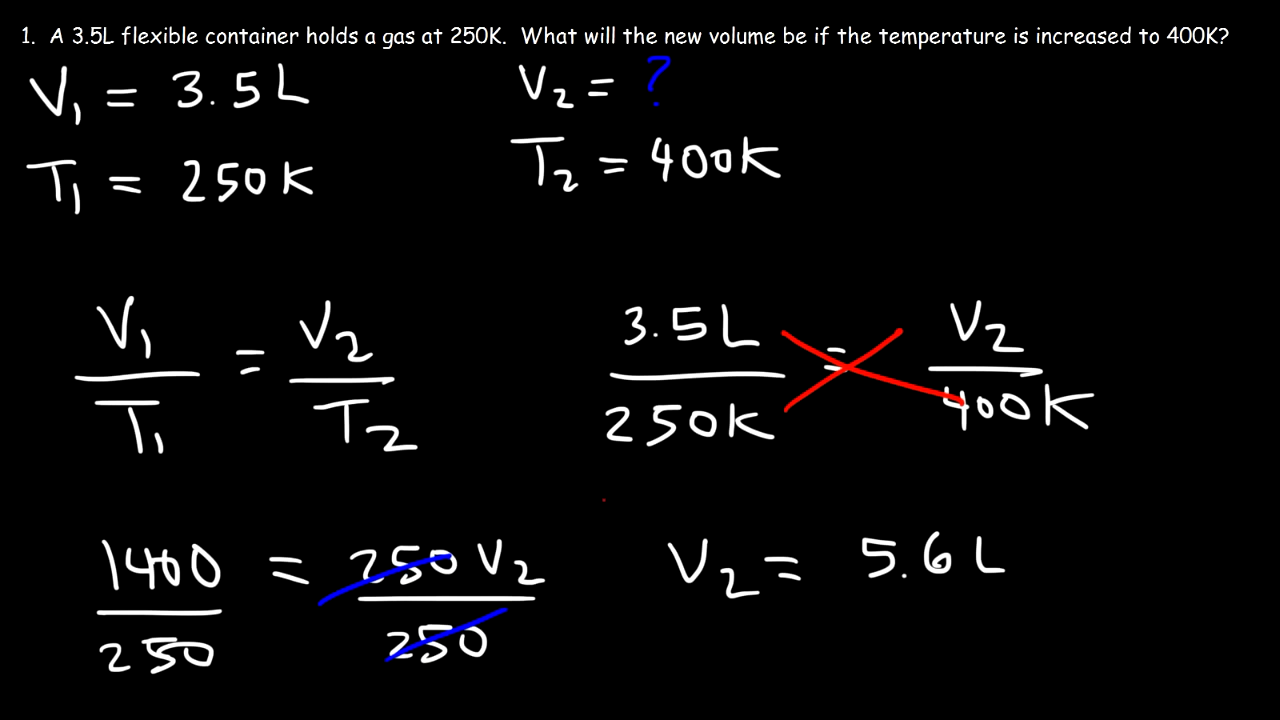 1. A 3.5L flexible container holds a gas at 250K. What will the new volume be if the temperature is increased to 400K?
V₁ = 3.5 L
V₂ = ?
T₁ = 250K
T₂ = 400K
V₁/T₁ = V₂/T₂
3.5L/250K = V₂/400K
1400/250 = 250 V₂/250
V₂ = 5.6 L